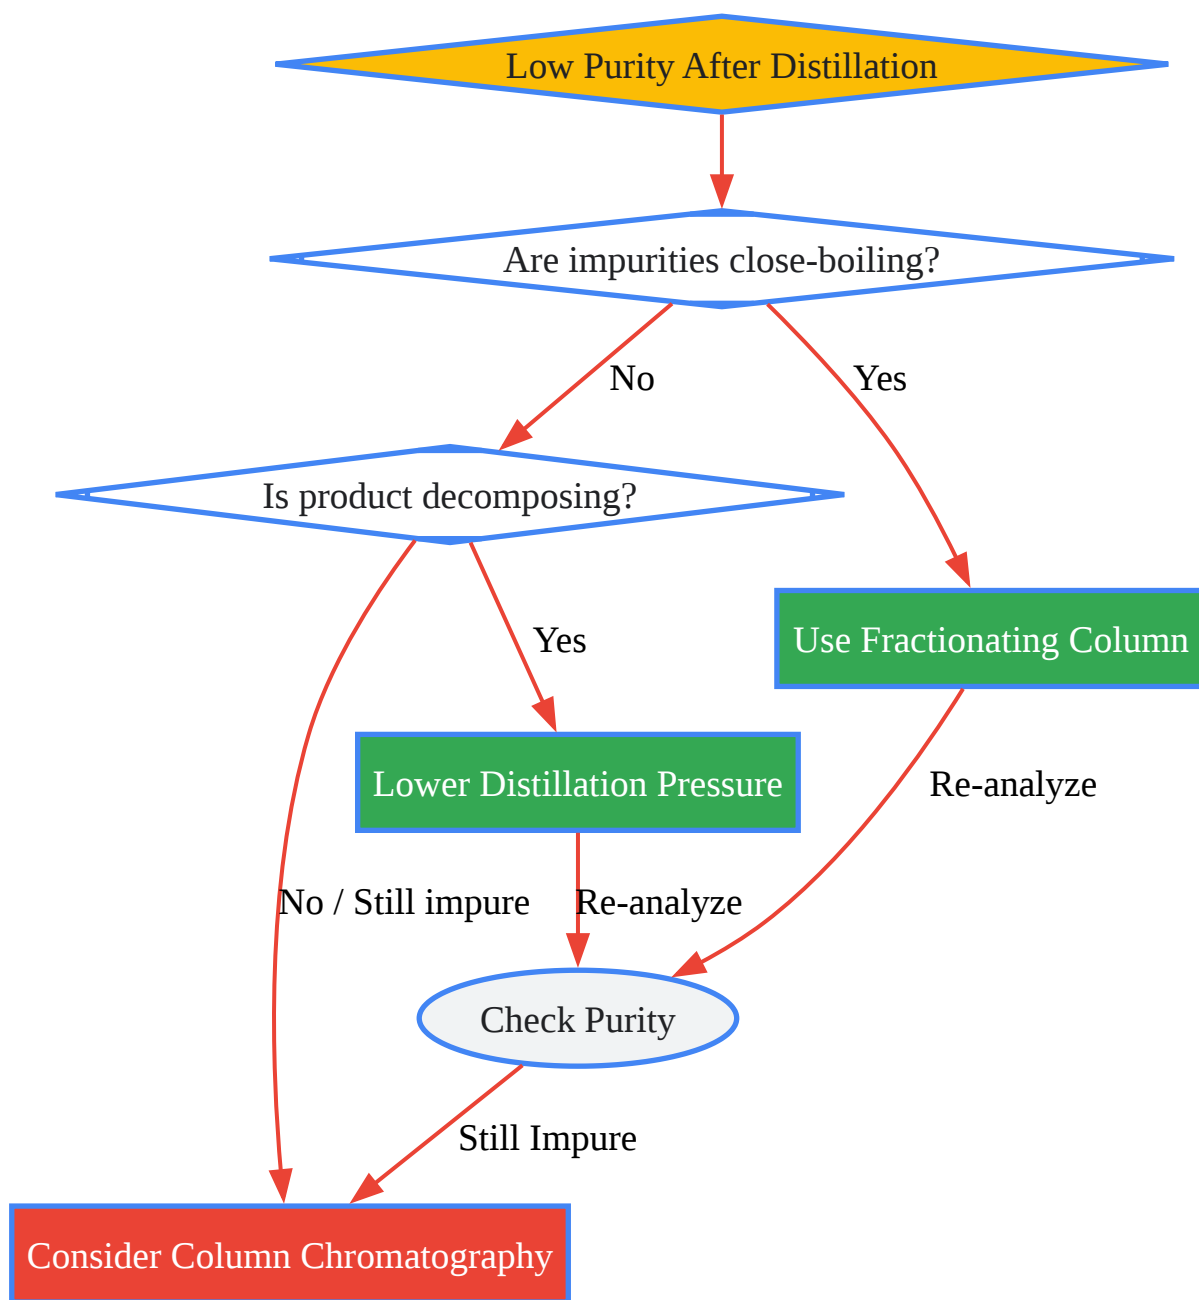 Low Purity After Distillation
Are impurities close-boiling?
No
Yes
Is product decomposing?
Yes
Use Fractionating Column
Lower Distillation Pressure
Re-analyze
No / Still impure
Re-analyze
Check Purity
Still Impure
Consider Column Chromatography